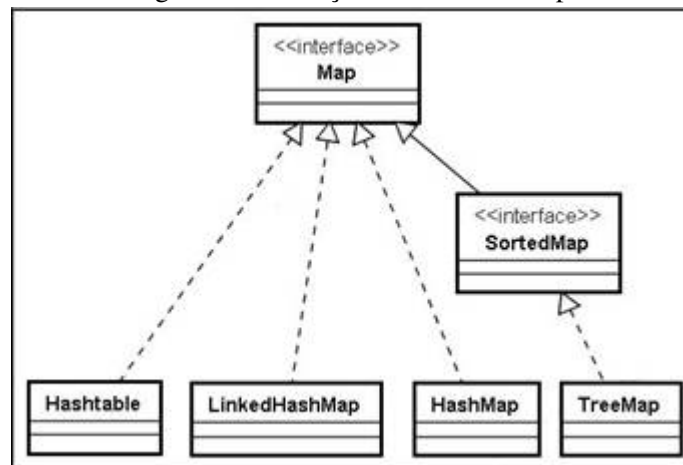 <<interface>>
Map
<<interface>>
SortedMap
Hashtable
LinkedHashMap
HashMap
TreeMap